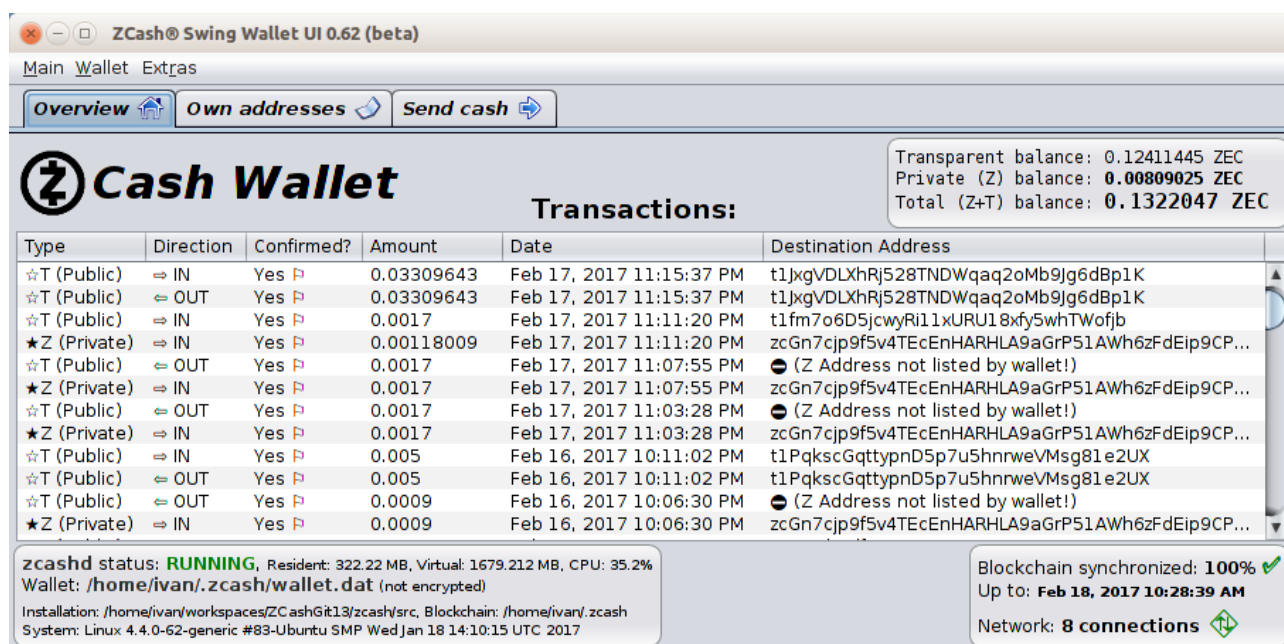 ZCash® Swing Wallet UI 0.62 (beta)
Main Wallet Extras
Overview Own addresses Send cash
Cash Wallet
Transactions:
Transparent balance: 0.12411445 ZEC
Private (Z) balance: 0.00809025 ZEC
Total (Z+T) balance: 0.1322047 ZEC
Type Direction Confirmed? Amount Date Destination Address
☆T (Public) ⇨ IN Yes 0.03309643 Feb 17, 2017 11:15:37 PM t1JxgVDLXhRj528TNDWqaq2oMb9Jg6dBp1K
☆T (Public) ⇦ OUT Yes 0.03309643 Feb 17, 2017 11:15:37 PM t1JxgVDLXhRj528TNDWqaq2oMb9Jg6dBp1K
☆T (Public) ⇨ IN Yes 0.0017 Feb 17, 2017 11:11:20 PM t1fm7o6D5jcwyRi11xURU18xfy5whTWofjb
★Z (Private) ⇨ IN Yes 0.00118009 Feb 17, 2017 11:11:20 PM zcGn7cjp9f5v4TEcEnHARHLA9aGrP51AWh6zFdEip9CP...
☆T (Public) ⇦ OUT Yes 0.0017 Feb 17, 2017 11:07:55 PM (Z Address not listed by wallet!)
★Z (Private) ⇨ IN Yes 0.0017 Feb 17, 2017 11:07:55 PM zcGn7cjp9f5v4TEcEnHARHLA9aGrP51AWh6zFdEip9CP...
☆T (Public) ⇦ OUT Yes 0.0017 Feb 17, 2017 11:03:28 PM (Z Address not listed by wallet!)
★Z (Private) ⇨ IN Yes 0.0017 Feb 17, 2017 11:03:28 PM zcGn7cjp9f5v4TEcEnHARHLA9aGrP51AWh6zFdEip9CP...
☆T (Public) ⇨ IN Yes 0.005 Feb 16, 2017 10:11:02 PM t1PqkscGqttypnD5p7u5hnrweVMsg81e2UX
☆T (Public) ⇦ OUT Yes 0.005 Feb 16, 2017 10:11:02 PM t1PqkscGqttypnD5p7u5hnrweVMsg81e2UX
☆T (Public) ⇦ OUT Yes 0.0009 Feb 16, 2017 10:06:30 PM (Z Address not listed by wallet!)
★Z (Private) ⇨ IN Yes 0.0009 Feb 16, 2017 10:06:30 PM zcGn7cjp9f5v4TEcEnHARHLA9aGrP51AWh6zFdEip9CP...
zcashd status: RUNNING, Resident: 322.22 MB, Virtual: 1679.212 MB, CPU: 35.2%
Wallet: /home/ivan/.zcash/wallet.dat (not encrypted)
Installation: /home/ivan/workspaces/ZCashGit13/zcash/src, Blockchain: /home/ivan/.zcash
System: Linux 4.4.0-62-generic #83-Ubuntu SMP Wed Jan 18 14:10:15 UTC 2017
Blockchain synchronized: 100%
Up to: Feb 18, 2017 10:28:39 AM
Network: 8 connections